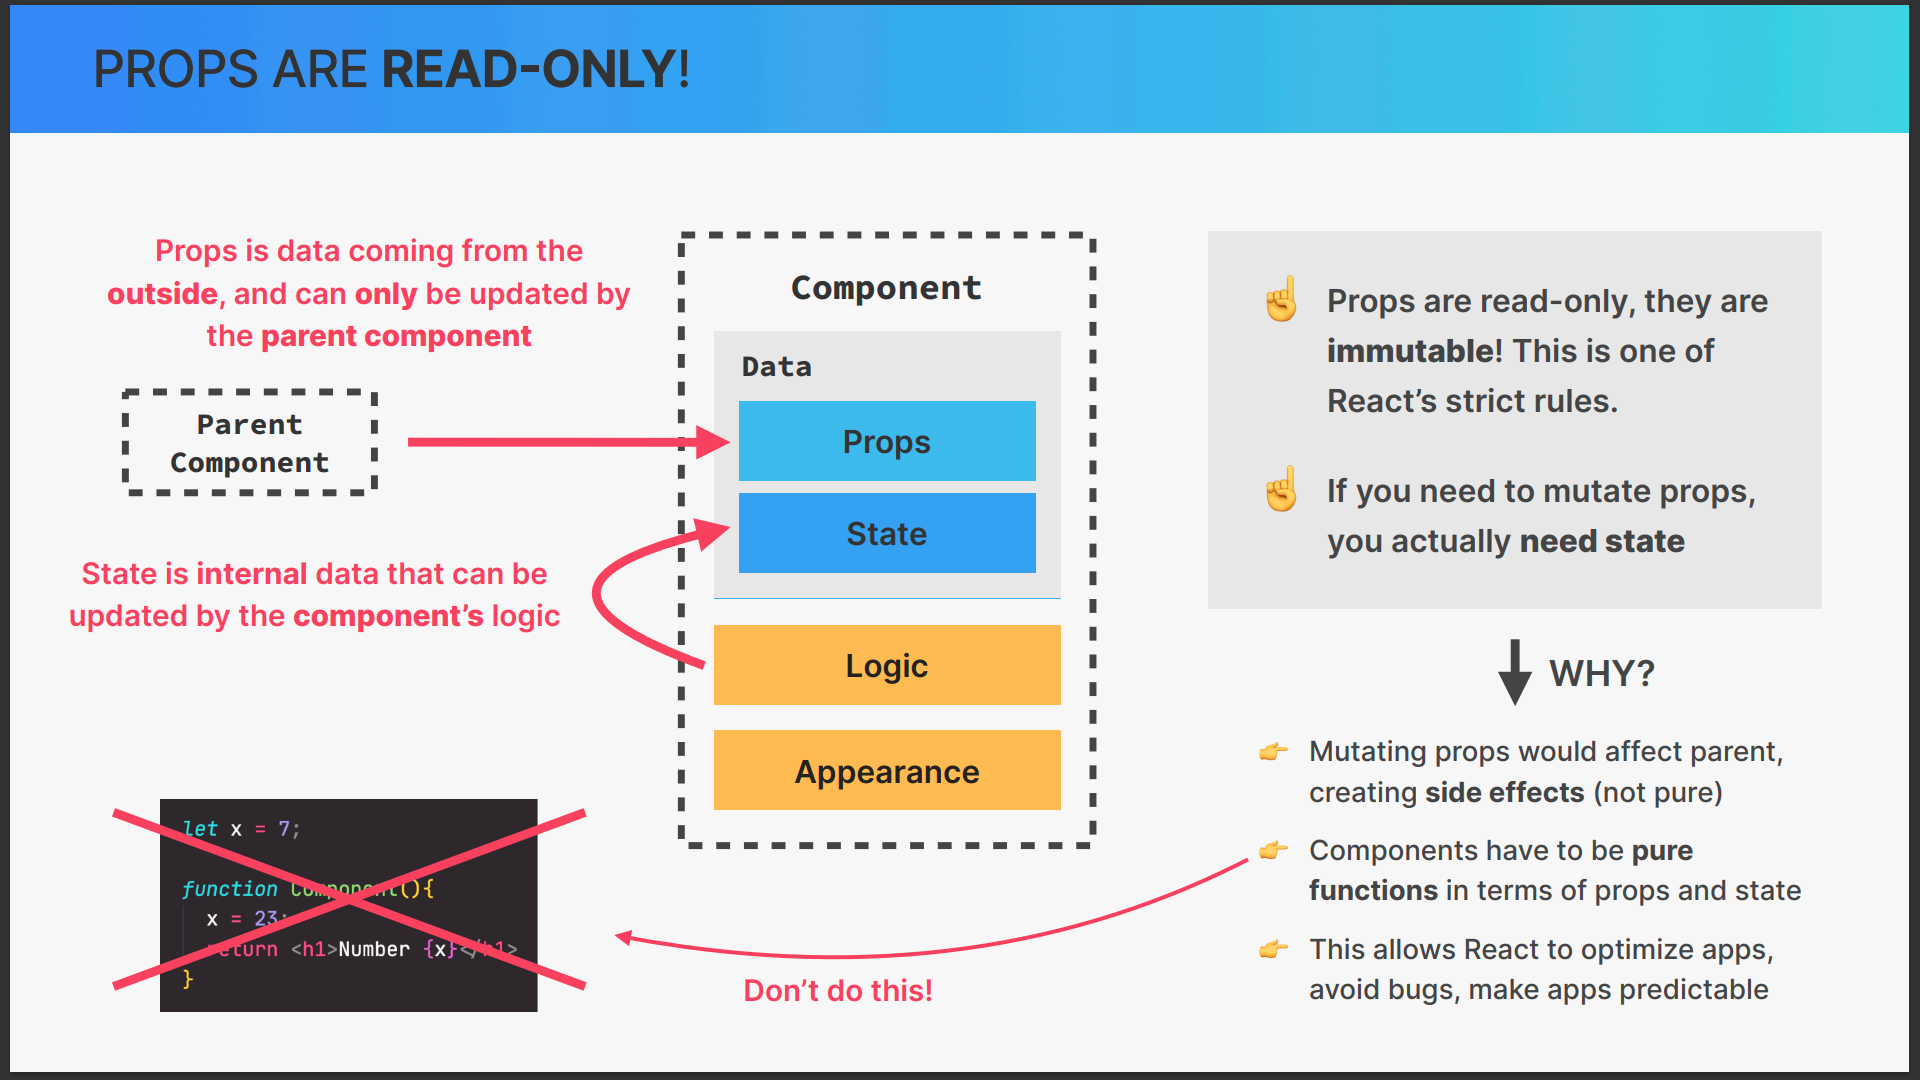 PROPS ARE READ-ONLY!
Props is data coming from the
outside, and can only be updated by
the parent component
Parent
Component
State is internal data that can be
updated by the component’s logic
let x = 7;
function Component(){
x = 23;
return <h1>Number {x}</h1>
}
Component
Data
Props
State
Logic
Appearance
Don’t do this!
☝️ Props are read-only, they are
immutable! This is one of
React’s strict rules.
☝️ If you need to mutate props,
you actually need state
WHY?
👉 Mutating props would affect parent,
creating side effects (not pure)
👉 Components have to be pure
functions in terms of props and state
👉 This allows React to optimize apps,
avoid bugs, make apps predictable